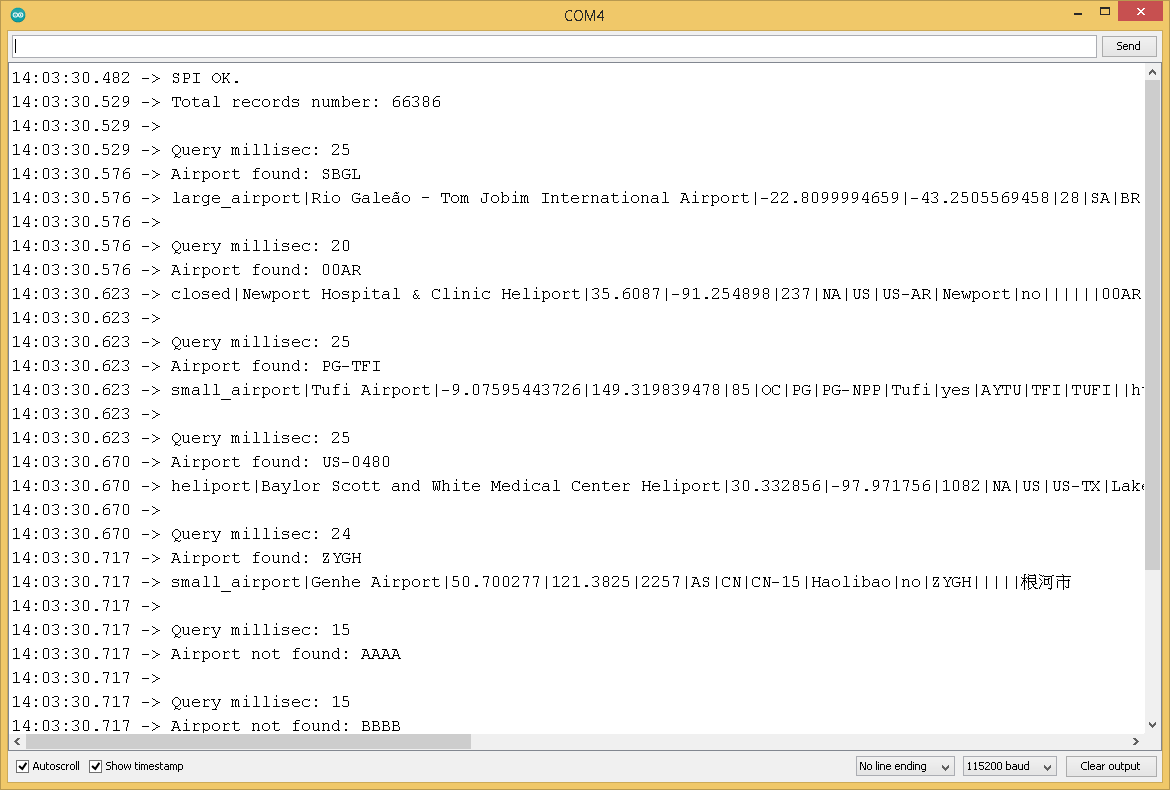 COM4
Send
14:03:30.482 -> SPI OK.
14:03:30.529 -> Total records number: 66386
14:03:30.529 ->
14:03:30.529 -> Query millisec: 25
14:03:30.576 -> Airport found: SBGL
14:03:30.576 -> large_airport|Rio Galeão - Tom Jobim International Airport|-22.8099994659|-43.2505569458|28|SA|BR
14:03:30.576 ->
14:03:30.576 -> Query millisec: 20
14:03:30.576 -> Airport found: 00AR
14:03:30.623 -> closed|Newport Hospital & Clinic Heliport|35.6087|-91.254898|237|NA|US|US-AR|Newport|no||||||00AR
14:03:30.623 ->
14:03:30.623 -> Query millisec: 25
14:03:30.623 -> Airport found: PG-TFI
14:03:30.623 -> small_airport|Tufi Airport|-9.07595443726|149.319839478|85|OC|PG|PG-NPP|Tufi|yes|AYTU|TFI|TUFI||h
14:03:30.623 ->
14:03:30.623 -> Query millisec: 25
14:03:30.670 -> Airport found: US-0480
14:03:30.670 -> heliport|Baylor Scott and White Medical Center Heliport|30.332856|-97.971756|1082|NA|US|US-TX|Lake
14:03:30.670 ->
14:03:30.670 -> Query millisec: 24
14:03:30.717 -> Airport found: ZYGH
14:03:30.717 -> small_airport|Genhe Airport|50.700277|121.3825|2257|AS|CN|CN-15|Haolibao|no|ZYGH|||||根河市
14:03:30.717 ->
14:03:30.717 -> Query millisec: 15
14:03:30.717 -> Airport not found: AAAA
14:03:30.717 ->
14:03:30.717 -> Query millisec: 15
14:03:30.717 -> Airport not found: BBBB
Autoscroll Show timestamp No line ending 115200 baud Clear output